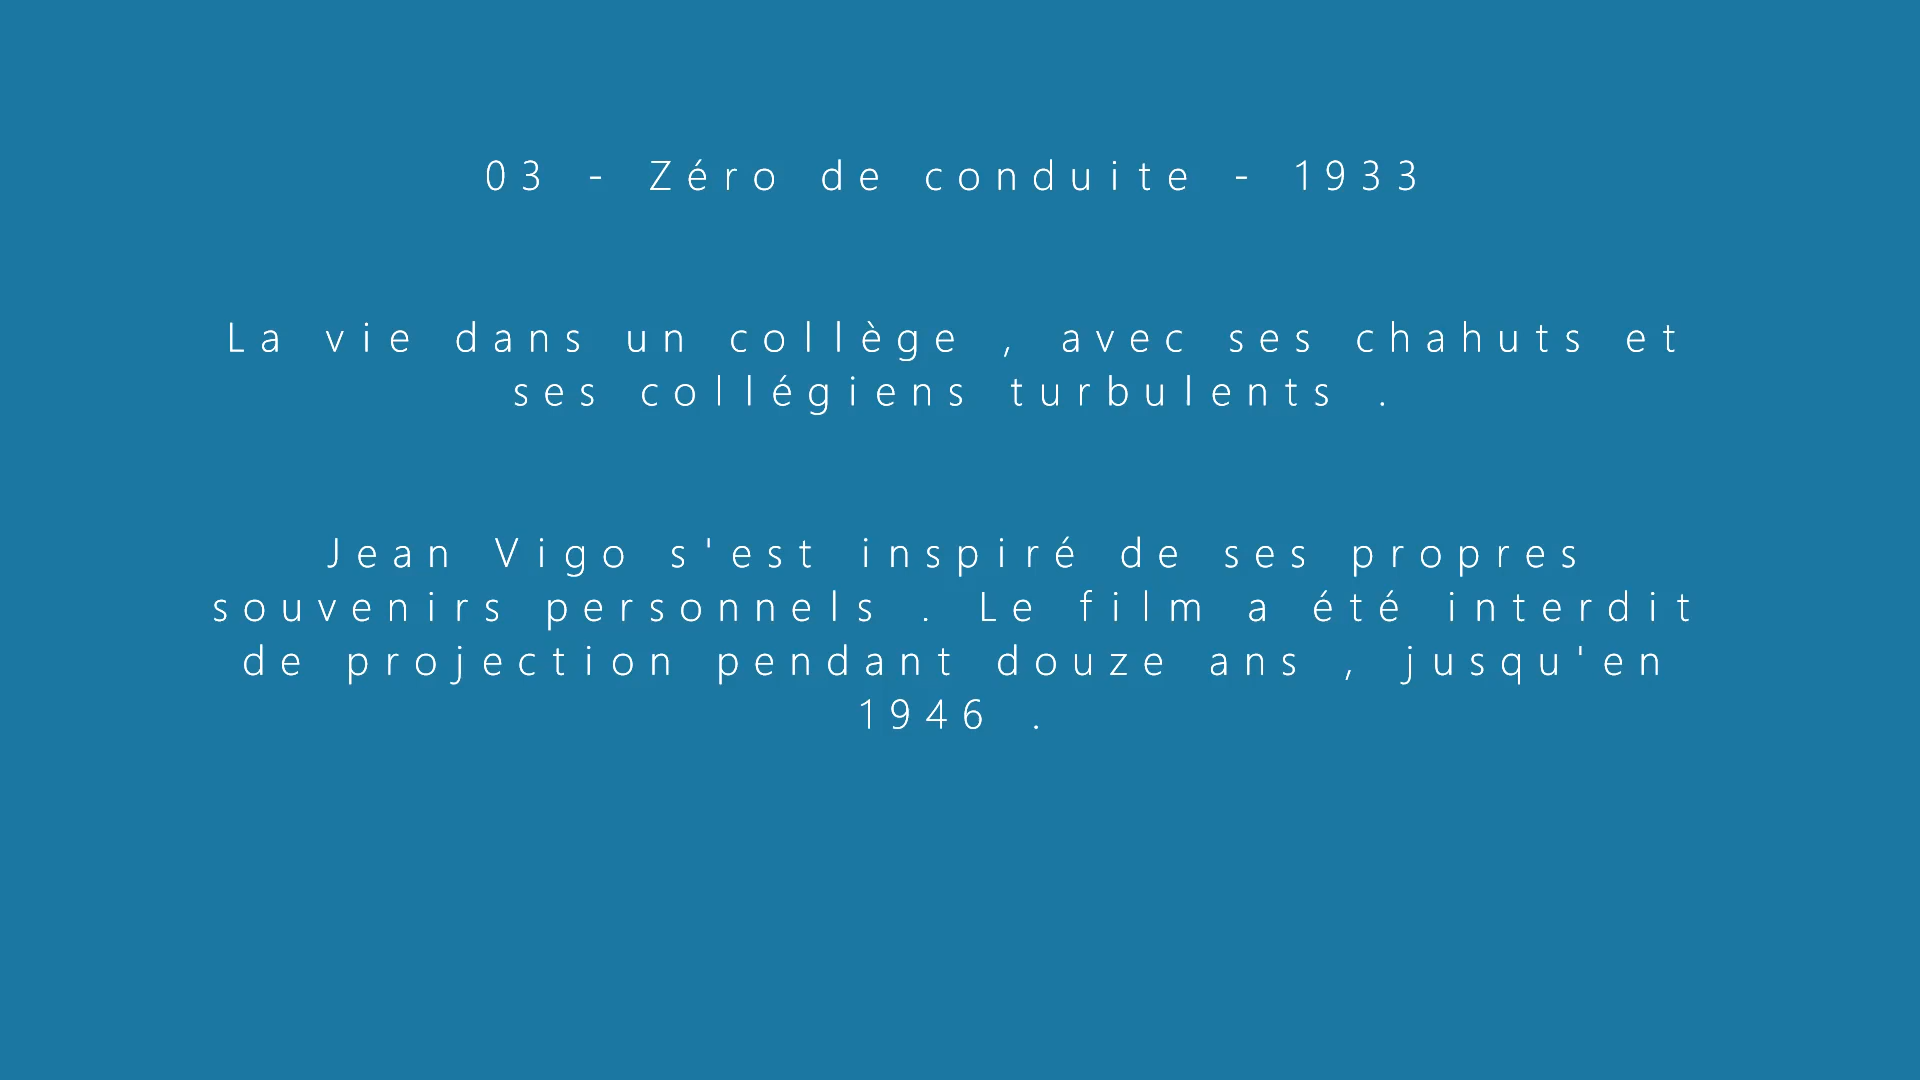 03 - Zéro de conduite - 1933
La vie dans un collège , avec ses chahuts et
ses collégiens turbulents .
Jean Vigo s'est inspiré de ses propres
souvenirs personnels . Le film a été interdit
de projection pendant douze ans , jusqu'en
1946 .